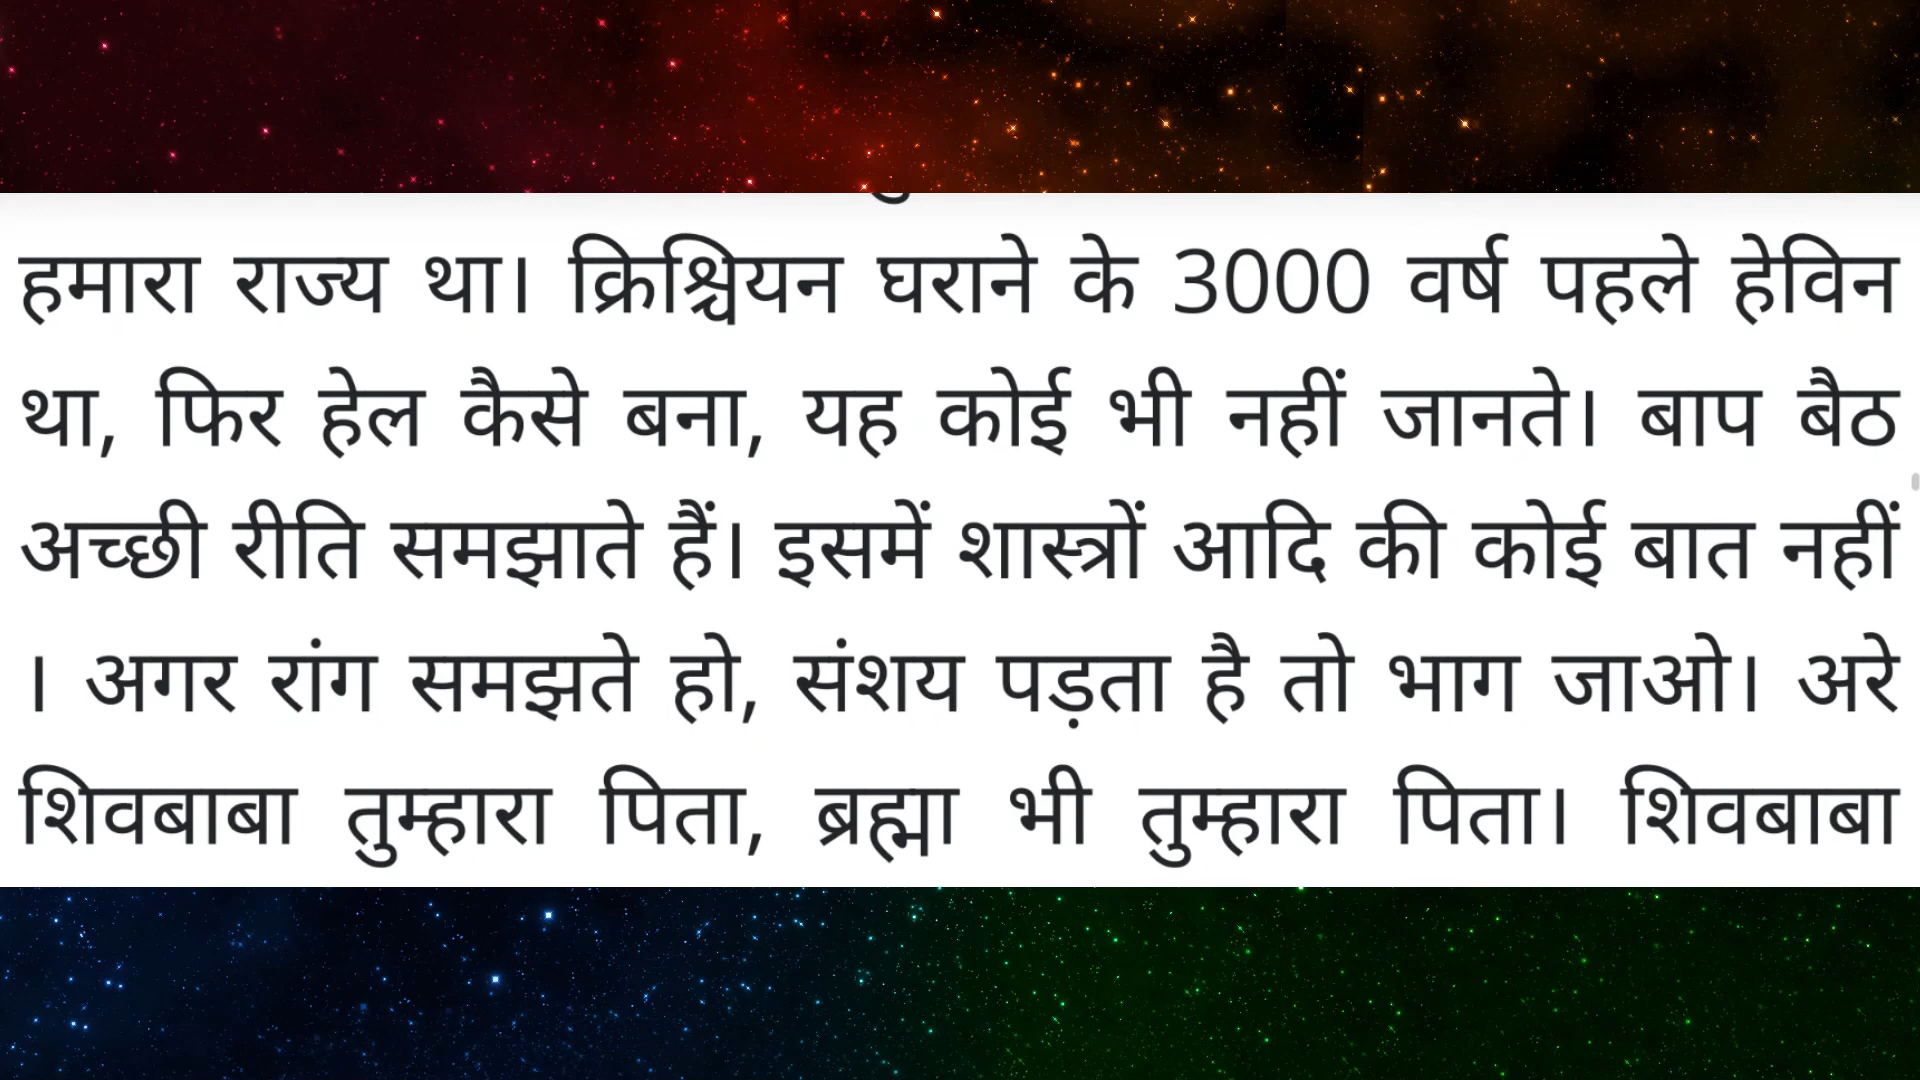 हमारा राज्य था। क्रिश्चियन घराने के 3000 वर्ष पहले हेविन
था, फिर हेल कैसे बना, यह कोई भी नहीं जानते। बाप बैठ
अच्छी रीति समझाते हैं। इसमें शास्त्रों आदि की कोई बात नहीं
। अगर रांग समझते हो, संशय पड़ता है तो भाग जाओ। अरे
शिवबाबा तुम्हारा पिता, ब्रह्मा भी तुम्हारा पिता। शिवबाबा